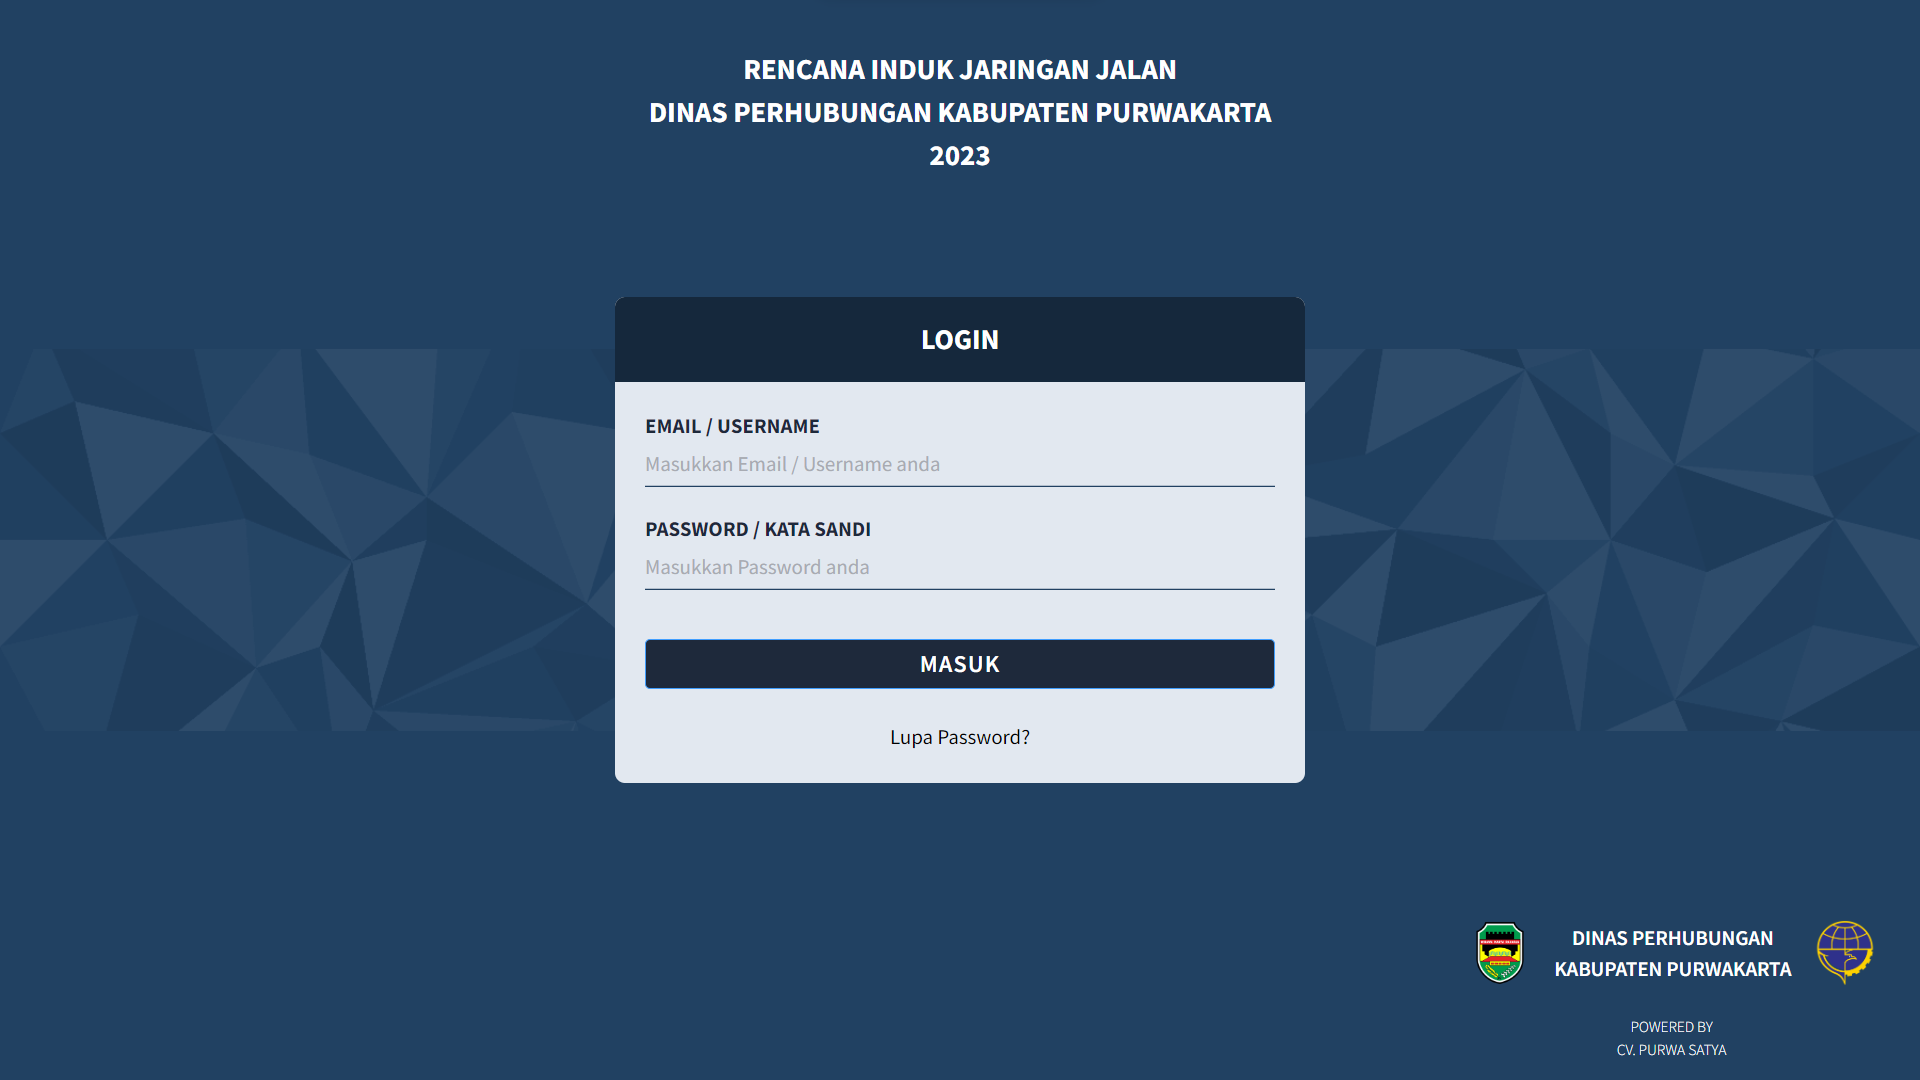 RENCANA INDUK JARINGAN JALAN
DINAS PERHUBUNGAN KABUPATEN PURWAKARTA
2023
LOGIN
EMAIL / USERNAME
Masukkan Email / Username anda
PASSWORD / KATA SANDI
Masukkan Password anda
MASUK
Lupa Password?
DINAS PERHUBUNGAN
KABUPATEN PURWAKARTA
POWERED BY
CV. PURWA SATYA